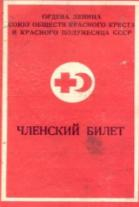 ОРДЕНА ЛЕНИНА
СОЮЗ ОБЩЕСТВ КРАСНОГО КРЕСТА
И КРАСНОГО ПОЛУМЕСЯЦА СССР
ЧЛЕНСКИЙ БИЛЕТ